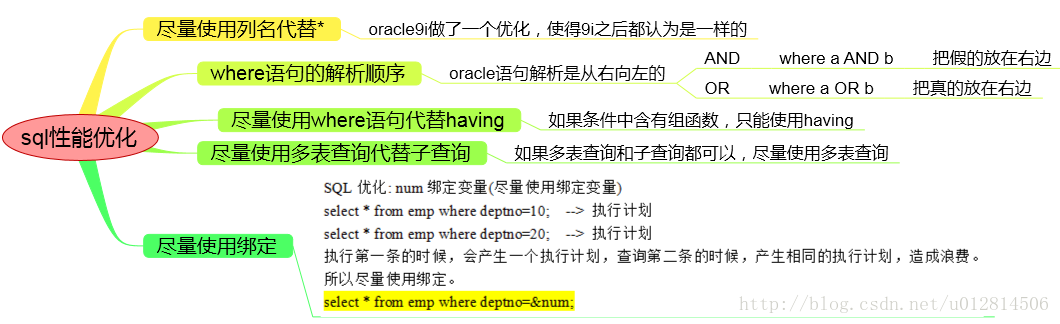 sql性能优化
尽量使用列名代替*
oracle9i做了一个优化，使得9i之后都认为是一样的
where语句的解析顺序
oracle语句解析是从右向左的
AND where a AND b 把假的放在右边
OR where a OR b 把真的放在右边
尽量使用where语句代替having
如果条件中含有组函数，只能使用having
尽量使用多表查询代替子查询
如果多表查询和子查询都可以，尽量使用多表查询
尽量使用绑定
SQL 优化: num 绑定变量(尽量使用绑定变量)
select * from emp where deptno=10; --> 执行计划
select * from emp where deptno=20; --> 执行计划
执行第一条的时候，会产生一个执行计划，查询第二条的时候，产生相同的执行计划，造成浪费。
所以尽量使用绑定。
select * from emp where deptno=&num;
http://blog.csdn.net/u012814506